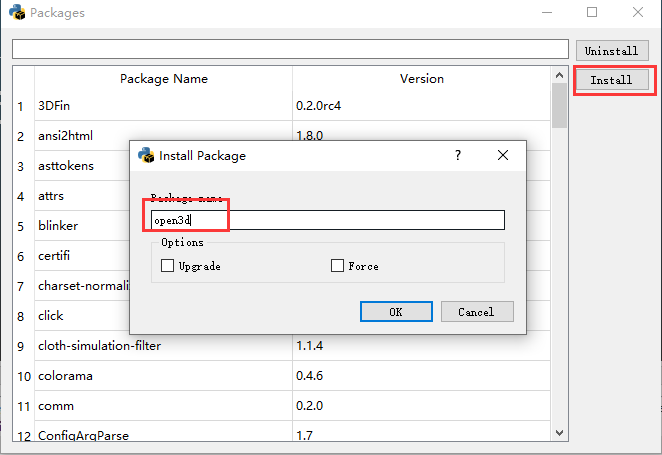 Packages
Uninstall
Package Name Version
Install
1 3DFin 0.2.0rc4
2 ansi2html 1.8.0
Install Package
?
3 asttokens
4 attrs
Package name
5 blinker
open3d
Options
6 certifi
Upgrade Force
7 charset-normali
8 click
OK Cancel
9 cloth-simulation-filter 1.1.4
10 colorama 0.4.6
11 comm 0.2.0
12 ConfigArgParse 1.7